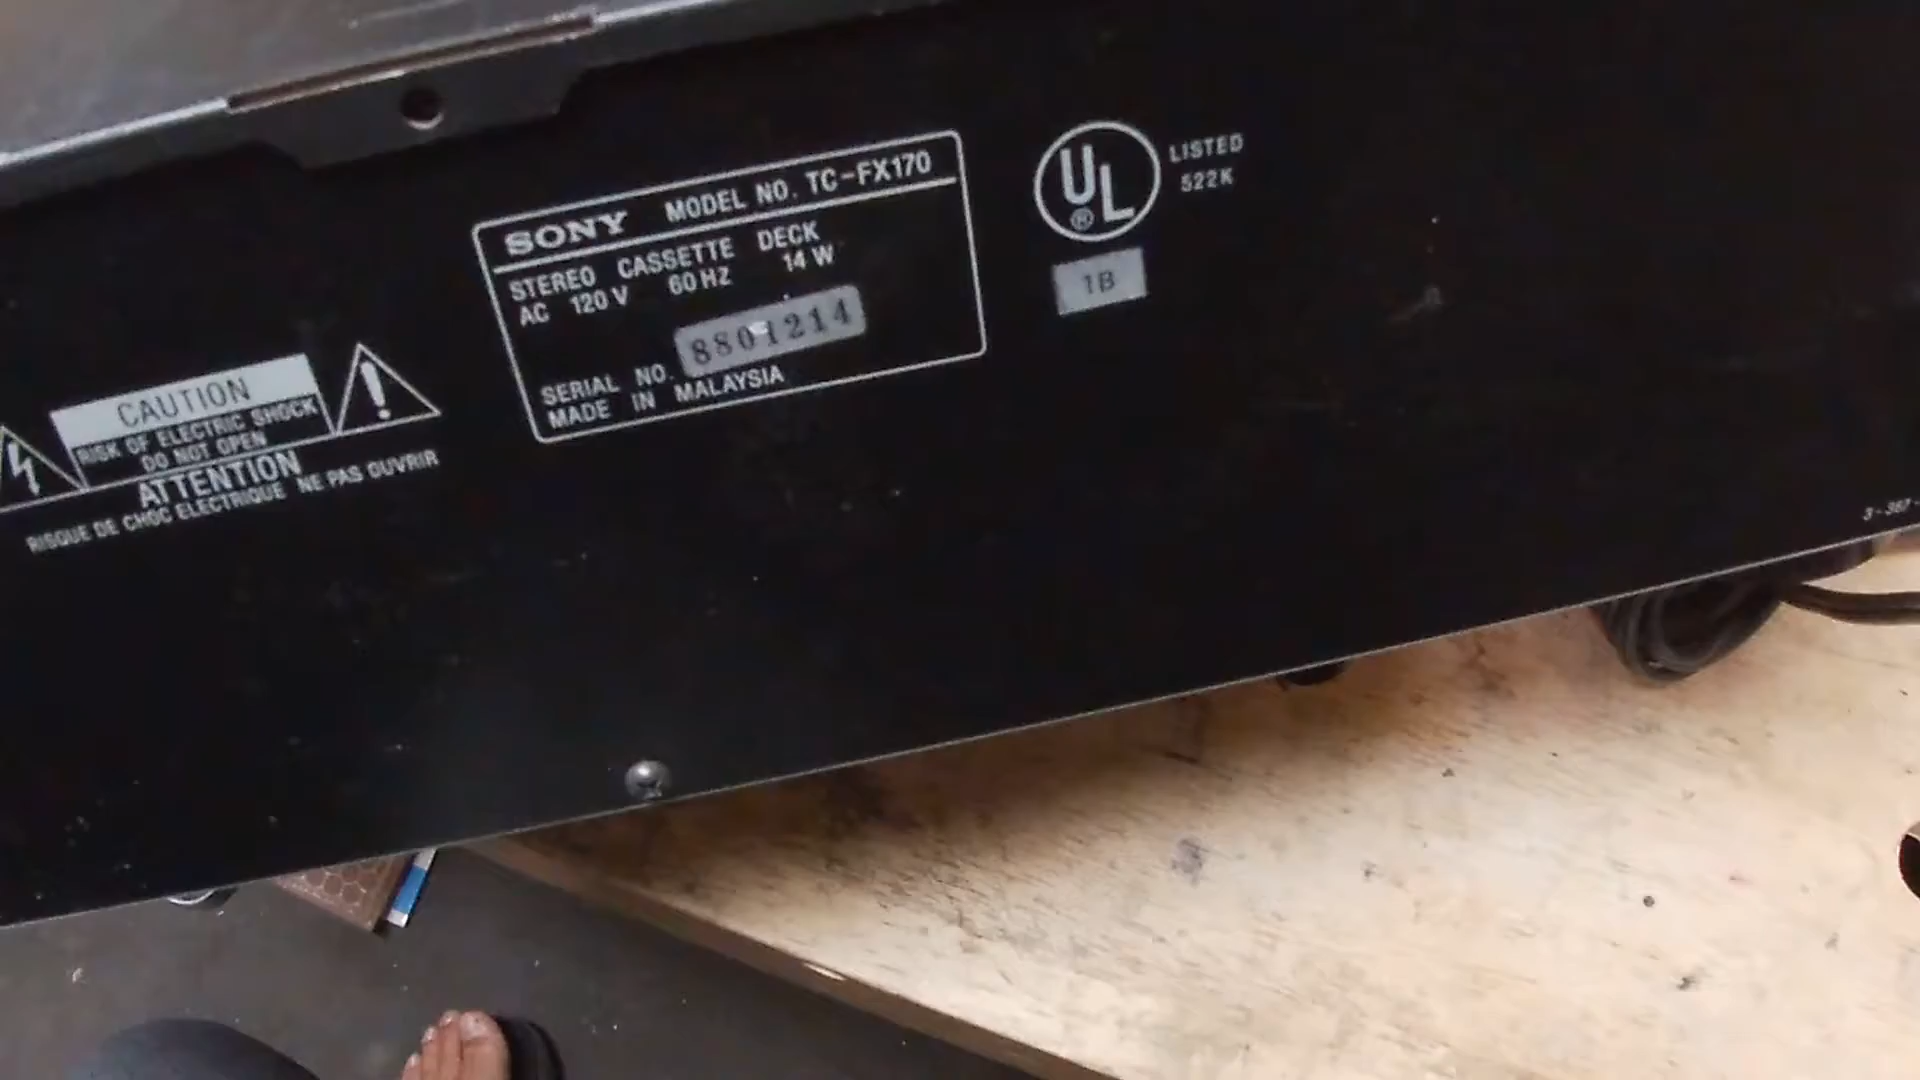 SONY MODEL NO. TC-FX170
STEREO CASSETTE DECK
AC 120 V 60 HZ 14 W
SERIAL NO. 8801214
MADE IN MALAYSIA
UL ®
LISTED
522K
1B
CAUTION
RISK OF ELECTRIC SHOCK
DO NOT OPEN
ATTENTION
RISQUE DE CHOC ELECTRIQUE NE PAS OUVRIR
3-367-